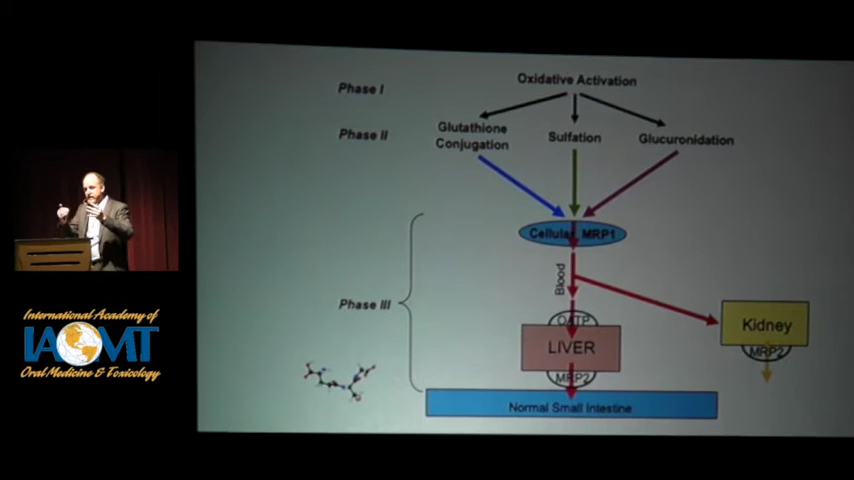 International Academy of
IAOMT
Oral Medicine & Toxicology
Phase I
Oxidative Activation
Phase II
Glutathione
Conjugation
Sulfation
Glucuronidation
Cellular MRP1
Blood
Phase III
OATP
LIVER
MRP2
Kidney
MRP2
Normal Small Intestine